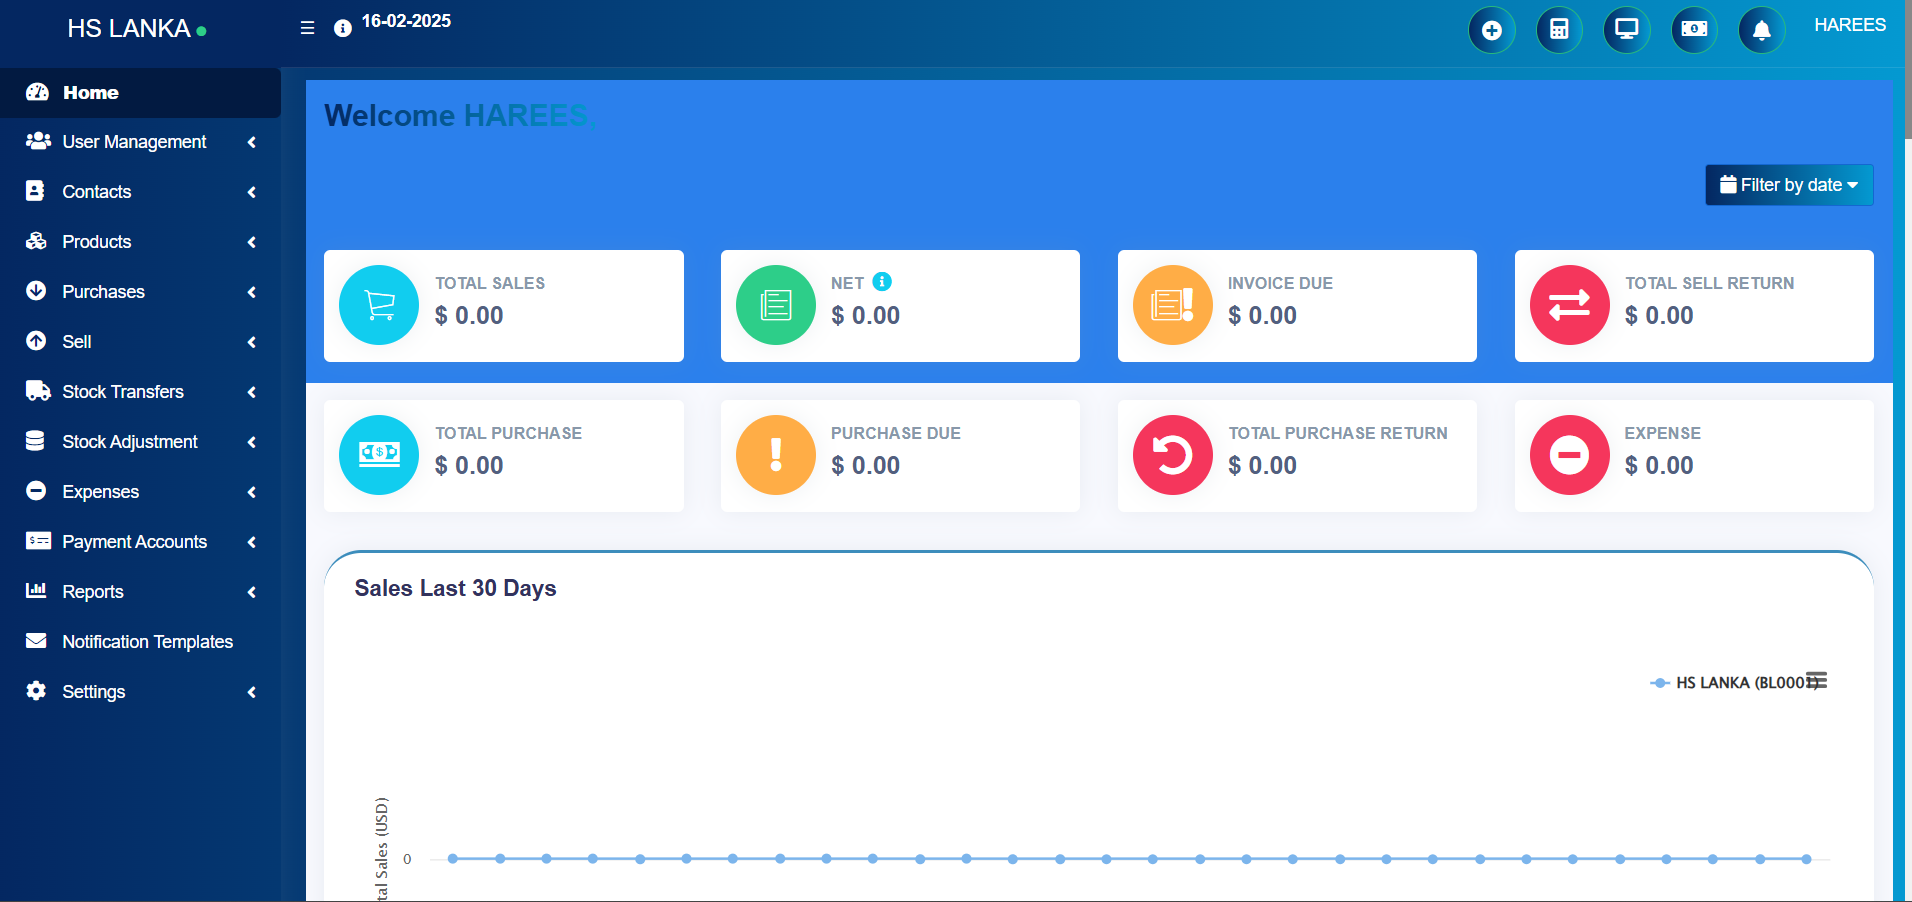 HS LANKA
16-02-2025
HAREES
Home
User Management
Contacts
Products
Purchases
Sell
Stock Transfers
Stock Adjustment
Expenses
Payment Accounts
Reports
Notification Templates
Settings
Welcome HAREES,
Filter by date
TOTAL SALES
$ 0.00
NET
$ 0.00
INVOICE DUE
$ 0.00
TOTAL SELL RETURN
$ 0.00
TOTAL PURCHASE
$ 0.00
PURCHASE DUE
$ 0.00
TOTAL PURCHASE RETURN
$ 0.00
EXPENSE
$ 0.00
Sales Last 30 Days
HS LANKA (BL0001)
tal Sales (USD)
0